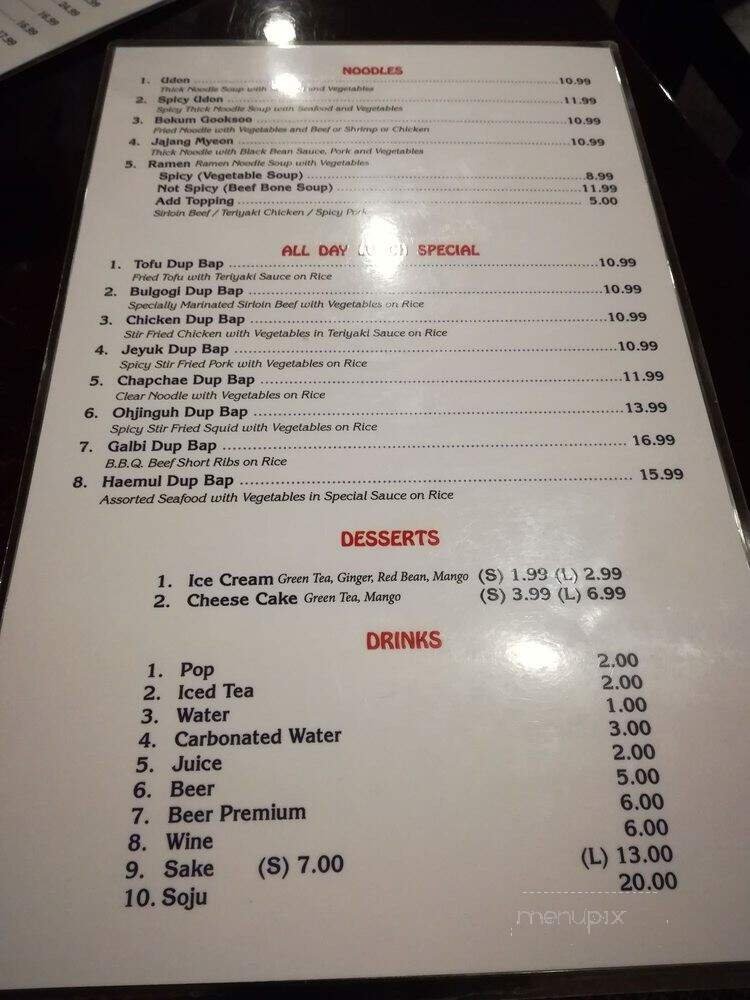 24.99
16.99
16.99
17.99
NOODLES
1. Udon ........ 10.99
Thick Noodle Soup with and Vegetables
2. Spicy Udon ........ 11.99
Spicy Thick Noodle Soup with Seafood and Vegetables
3. Bokum Gooksoo ........ 10.99
Fried Noodle with Vegetables and Beef or Shrimp or Chicken
4. Jajang Myeon ........ 10.99
Thick Noodle with Black Bean Sauce, Pork and Vegetables
5. Ramen Ramen Noodle Soup with Vegetables
Spicy (Vegetable Soup) ........ 8.99
Not Spicy (Beef Bone Soup) ........ 11.99
Add Topping ........ 5.00
Sirloin Beef / Teriyaki Chicken / Spicy Pork
ALL DAY LUNCH SPECIAL
1. Tofu Dup Bap ........ 10.99
Fried Tofu with Teriyaki Sauce on Rice
2. Bulgogi Dup Bap ........ 10.99
Specially Marinated Sirloin Beef with Vegetables on Rice
3. Chicken Dup Bap ........ 10.99
Stir Fried Chicken with Vegetables in Teriyaki Sauce on Rice
4. Jeyuk Dup Bap ........ 10.99
Spicy Stir Fried Pork with Vegetables on Rice
5. Chapchae Dup Bap ........ 11.99
Clear Noodle with Vegetables on Rice
6. Ohjinguh Dup Bap ........ 13.99
Spicy Stir Fried Squid with Vegetables on Rice
7. Galbi Dup Bap ........ 16.99
B.B.Q. Beef Short Ribs on Rice
8. Haemul Dup Bap ........ 15.99
Assorted Seafood with Vegetables in Special Sauce on Rice
DESSERTS
1. Ice Cream Green Tea, Ginger, Red Bean, Mango (S) 1.99 (L) 2.99
2. Cheese Cake Green Tea, Mango (S) 3.99 (L) 6.99
DRINKS
1. Pop 2.00
2. Iced Tea 2.00
3. Water 1.00
4. Carbonated Water 3.00
5. Juice 2.00
6. Beer 5.00
7. Beer Premium 6.00
8. Wine 6.00
9. Sake (S) 7.00 (L) 13.00
10. Soju 20.00
menupix